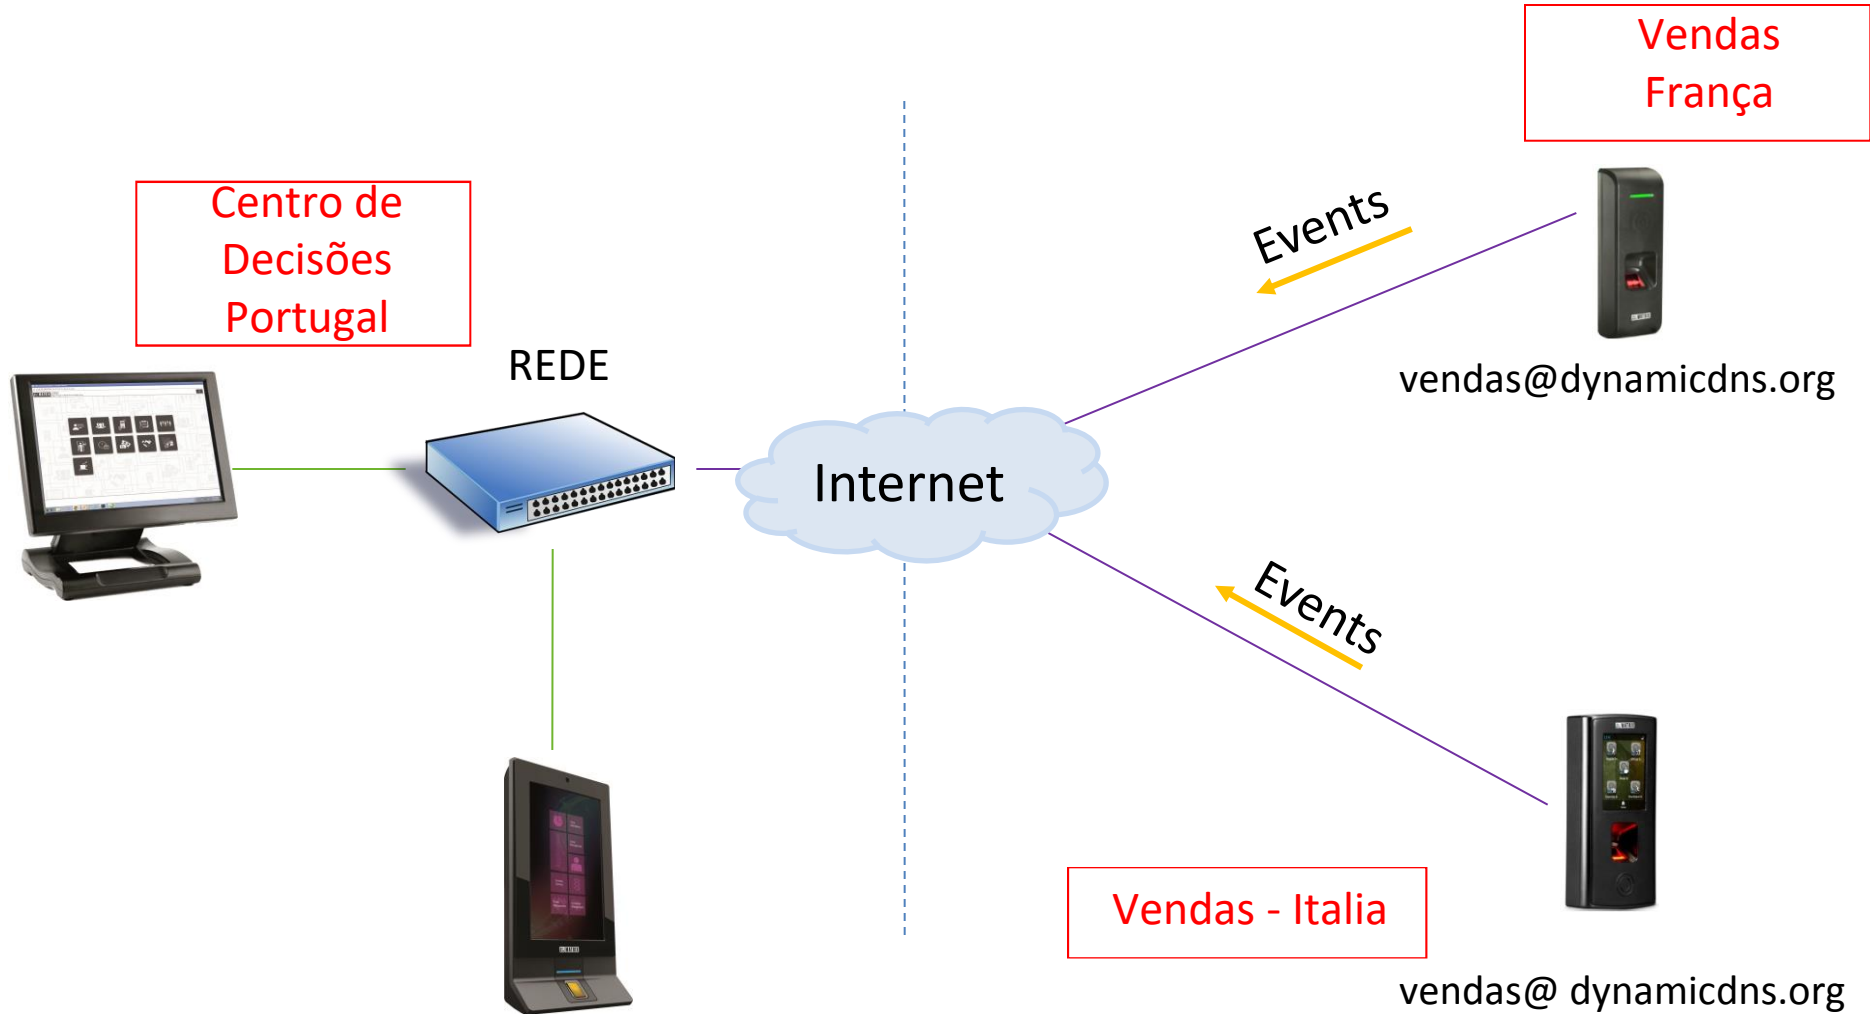 Vendas
França
Centro de
Decisões
Portugal
Events
REDE
vendas@dynamicdns.org
Internet
Events
Vendas - Italia
vendas@ dynamicdns.org